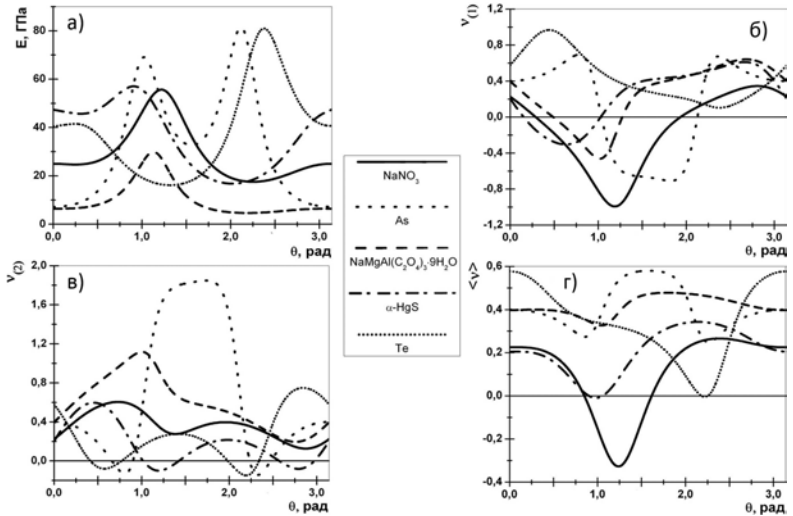 а)
E, ГПа
80
60
40
20
0
0,0
1,0
2,0
3,0
θ, рад
б)
ν(1)
1,2
0,8
0,4
0,0
-0,4
-0,8
-1,2
0,0
1,0
2,0
3,0
θ, рад
NaNO₃
As
NaMgAl(C₂O₄)₃·9H₂O
α-HgS
Te
в)
ν(2)
2,0
1,6
1,2
0,8
0,4
0,0
0,0
1,0
2,0
3,0
θ, рад
г)
<ν>
0,6
0,4
0,2
0,0
-0,2
-0,4
0,0
1,0
2,0
3,0
θ, рад